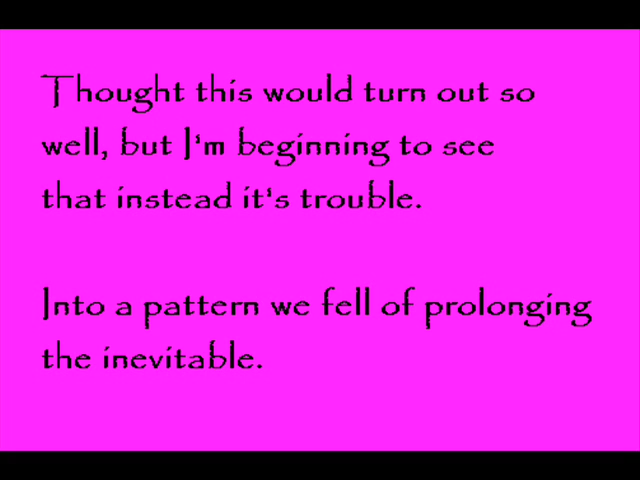 Thought this would turn out so
well, but I'm beginning to see
that instead it's trouble.
Into a pattern we fell of prolonging
the inevitable.